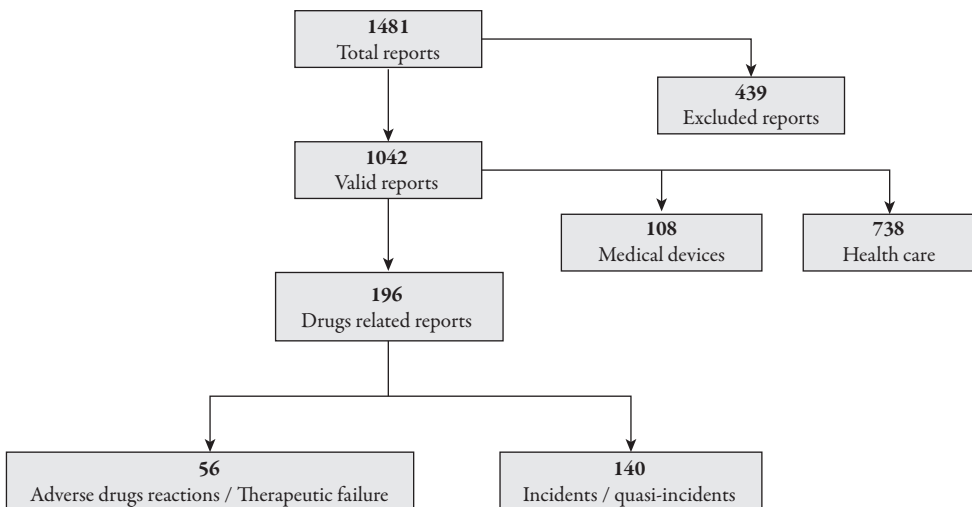 1481
Total reports
439
Excluded reports
1042
Valid reports
108
Medical devices
738
Health care
196
Drugs related reports
56
Adverse drugs reactions / Therapeutic failure
140
Incidents / quasi-incidents